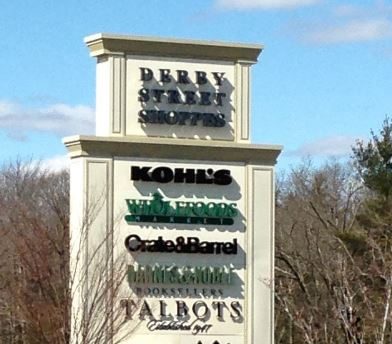 DERBY
STREET
SHOPPES
KOHL'S
WHOLE FOODS
MARKET
Crate&Barrel
BARNES & NOBLE
BOOKSELLERS
TALBOTS
Established 1947